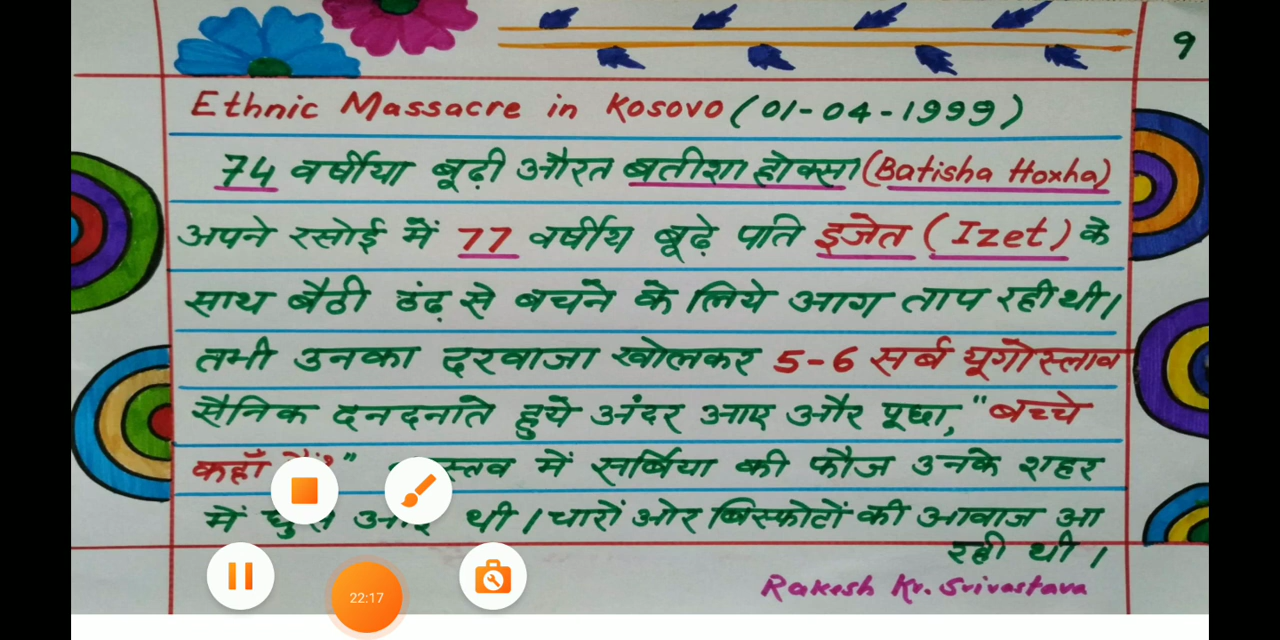 9
Ethnic Massacre in Kosovo (01-04-1999)
74 वर्षीया बूढ़ी औरत बतीशा होक्सा (Batisha Hoxha)
अपने रसोई में 77 वर्षीय बूढ़े पति इजेत (Izet) के
साथ बैठी ठंढ़ से बचने के लिये आग ताप रही थी।
तभी उनका दरवाजा खोलकर 5-6 सर्ब यूगोस्लाव
सैनिक दनदनाते हुये अंदर आए और पूछा, "बच्चे
कहाँ " में सर्बिया की फौज उनके शहर
में थी। चारों ओर विस्फोटों की आवाज आ
रही थी।
Rakesh Kr. Srivastava
22:17